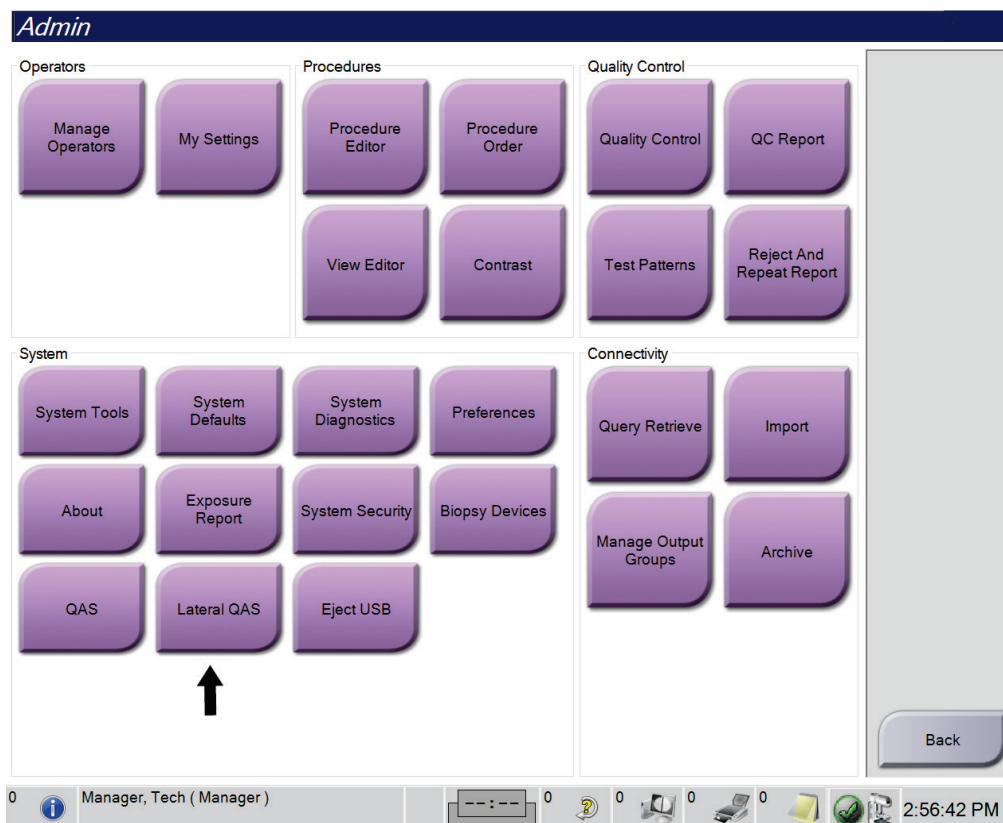 Admin
Operators
Manage
Operators
My Settings
Procedures
Procedure
Editor
Procedure
Order
View Editor
Contrast
Quality Control
Quality Control
QC Report
Test Patterns
Reject And
Repeat Report
System
System Tools
System
Defaults
System
Diagnostics
Preferences
About
Exposure
Report
System Security
Biopsy Devices
QAS
Lateral QAS
Eject USB
Connectivity
Query Retrieve
Import
Manage Output
Groups
Archive
Back
0
Manager, Tech ( Manager )
--:--
0
0
0
0
2:56:42 PM